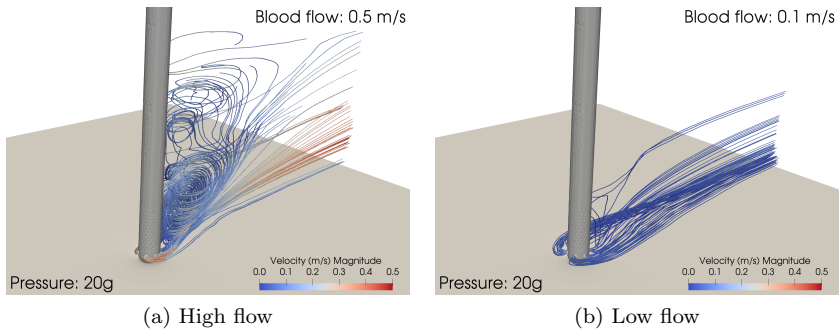 Blood flow: 0.5 m/s
Pressure: 20g
Velocity (m/s) Magnitude
0.0 0.1 0.2 0.3 0.4 0.5
(a) High flow
Blood flow: 0.1 m/s
Pressure: 20g
Velocity (m/s) Magnitude
0.0 0.1 0.2 0.3 0.4 0.5
(b) Low flow